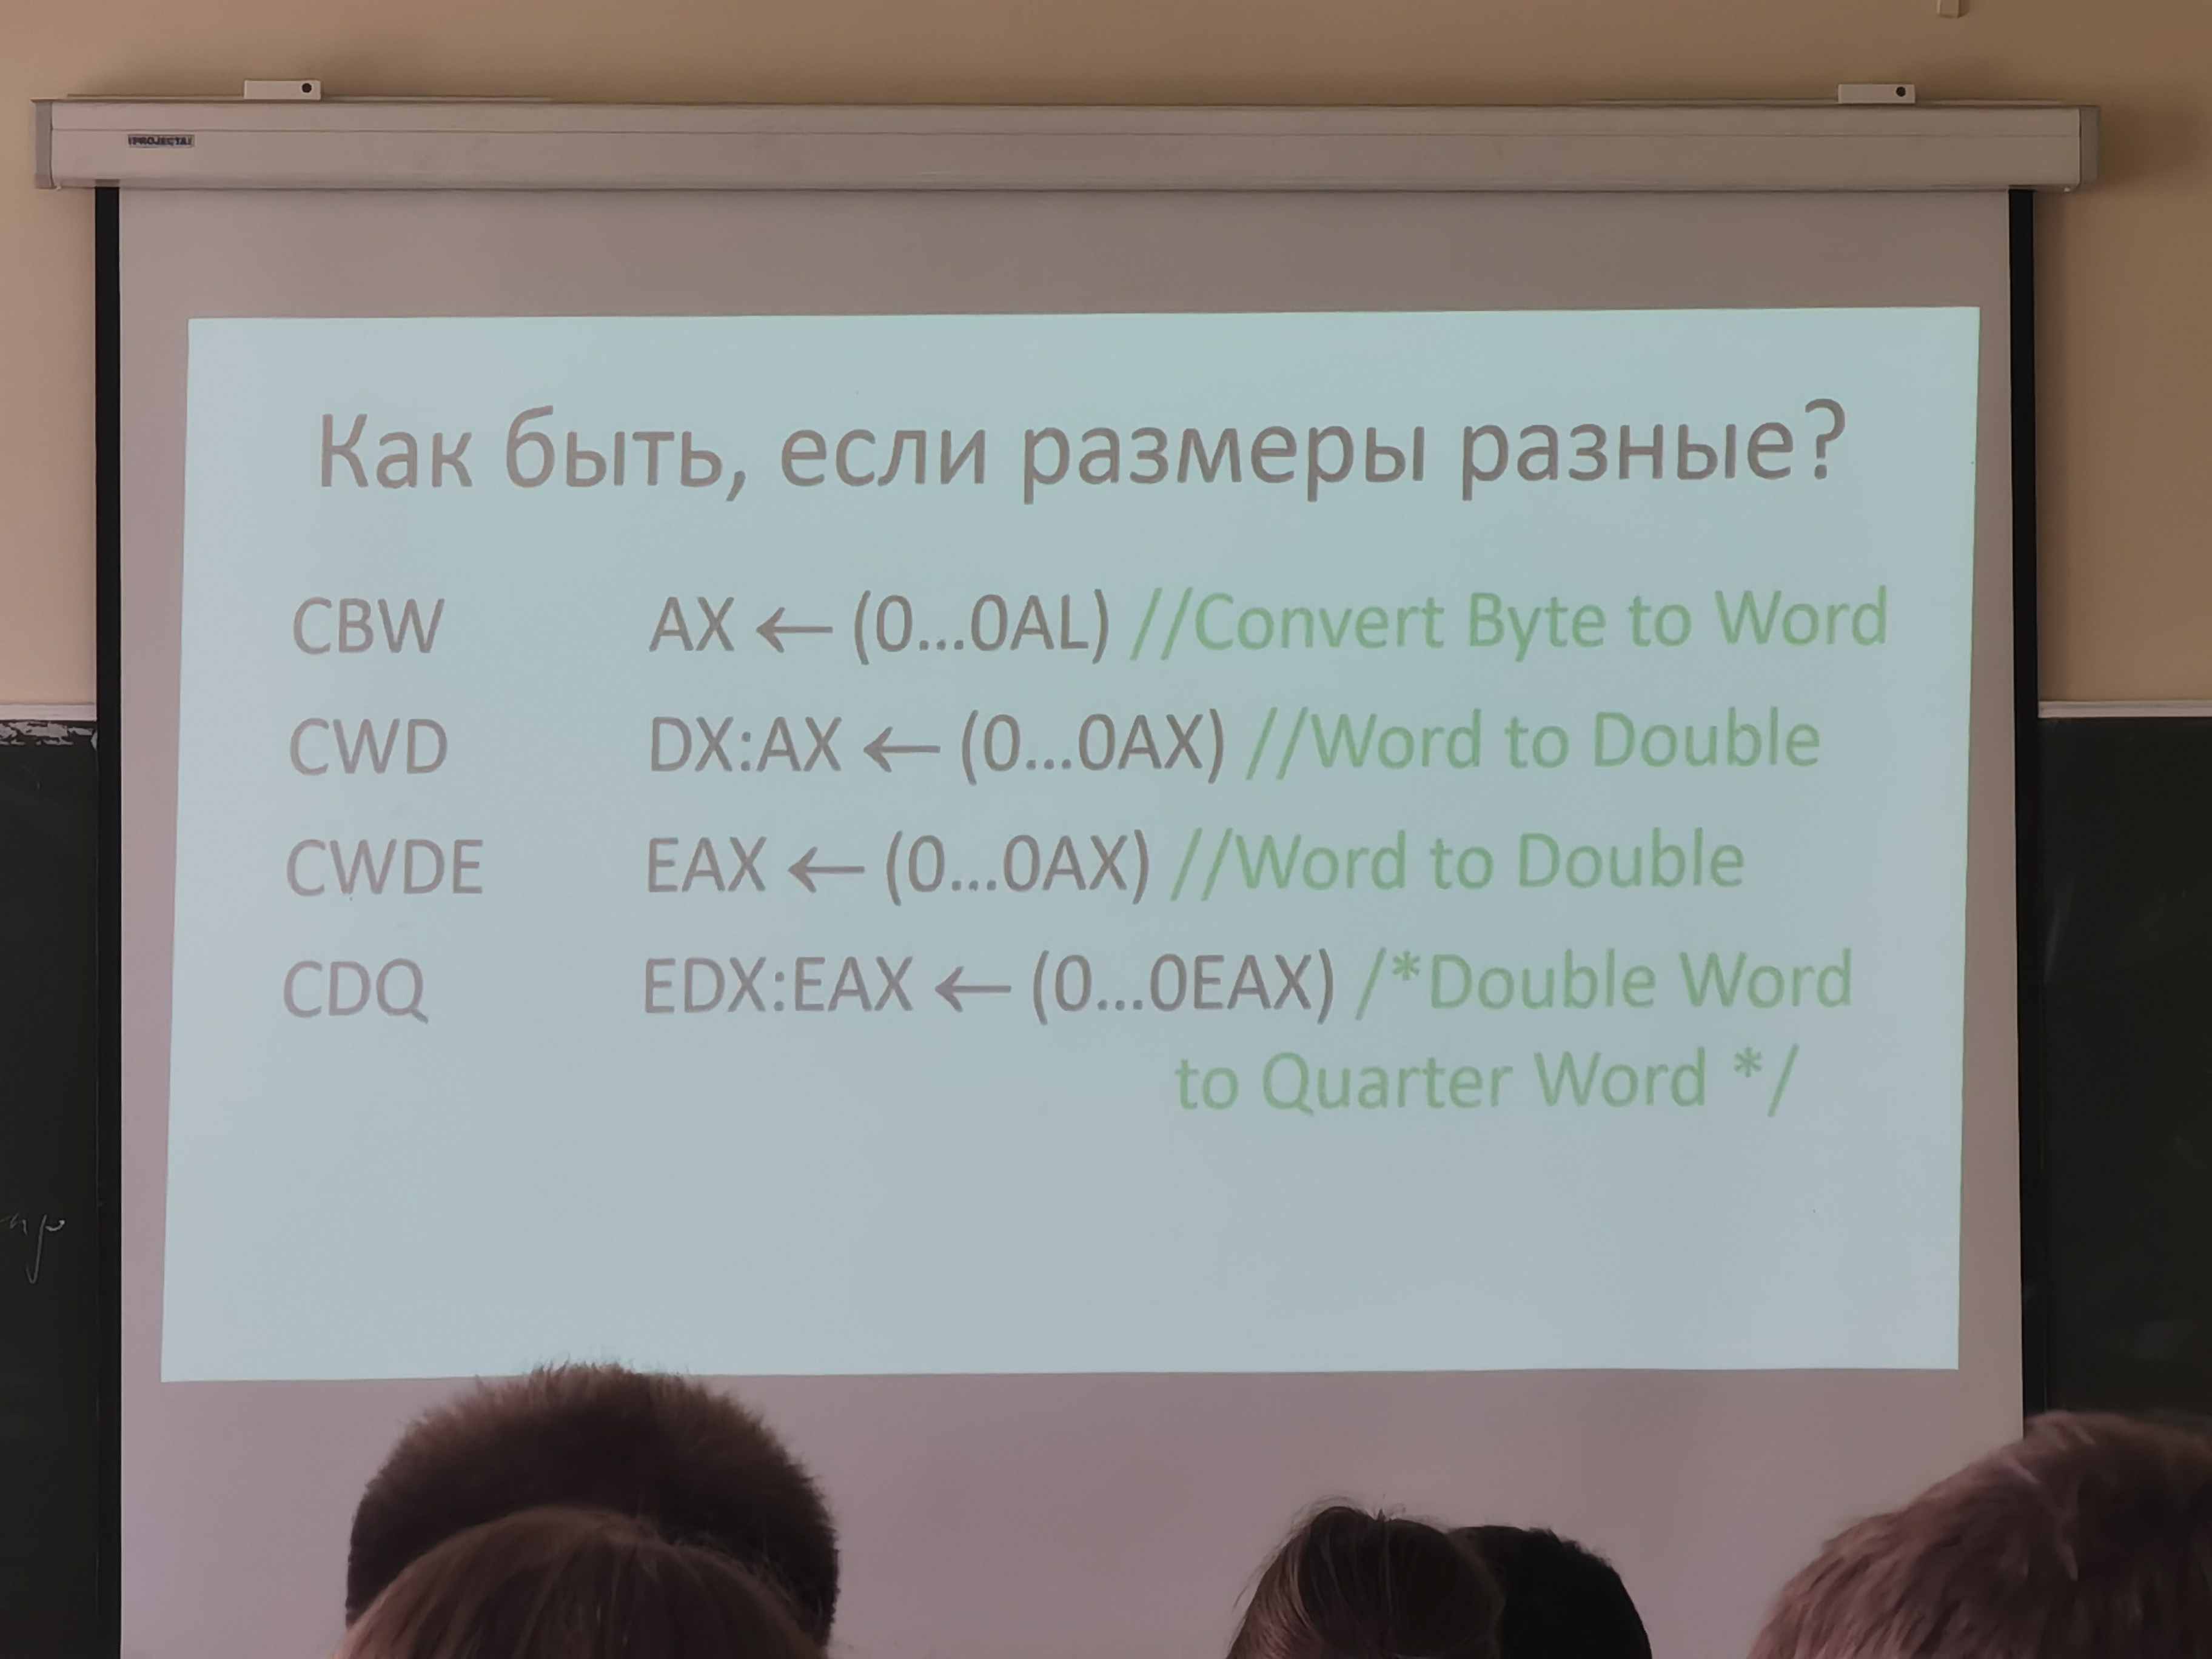 PROJECTA
Как быть, если размеры разные?
CBW AX ← (0...0AL) //Convert Byte to Word
CWD DX:AX ← (0...0AX) //Word to Double
CWDE EAX ← (0...0AX) //Word to Double
CDQ EDX:EAX ← (0...0EAX) /*Double Word
to Quarter Word */